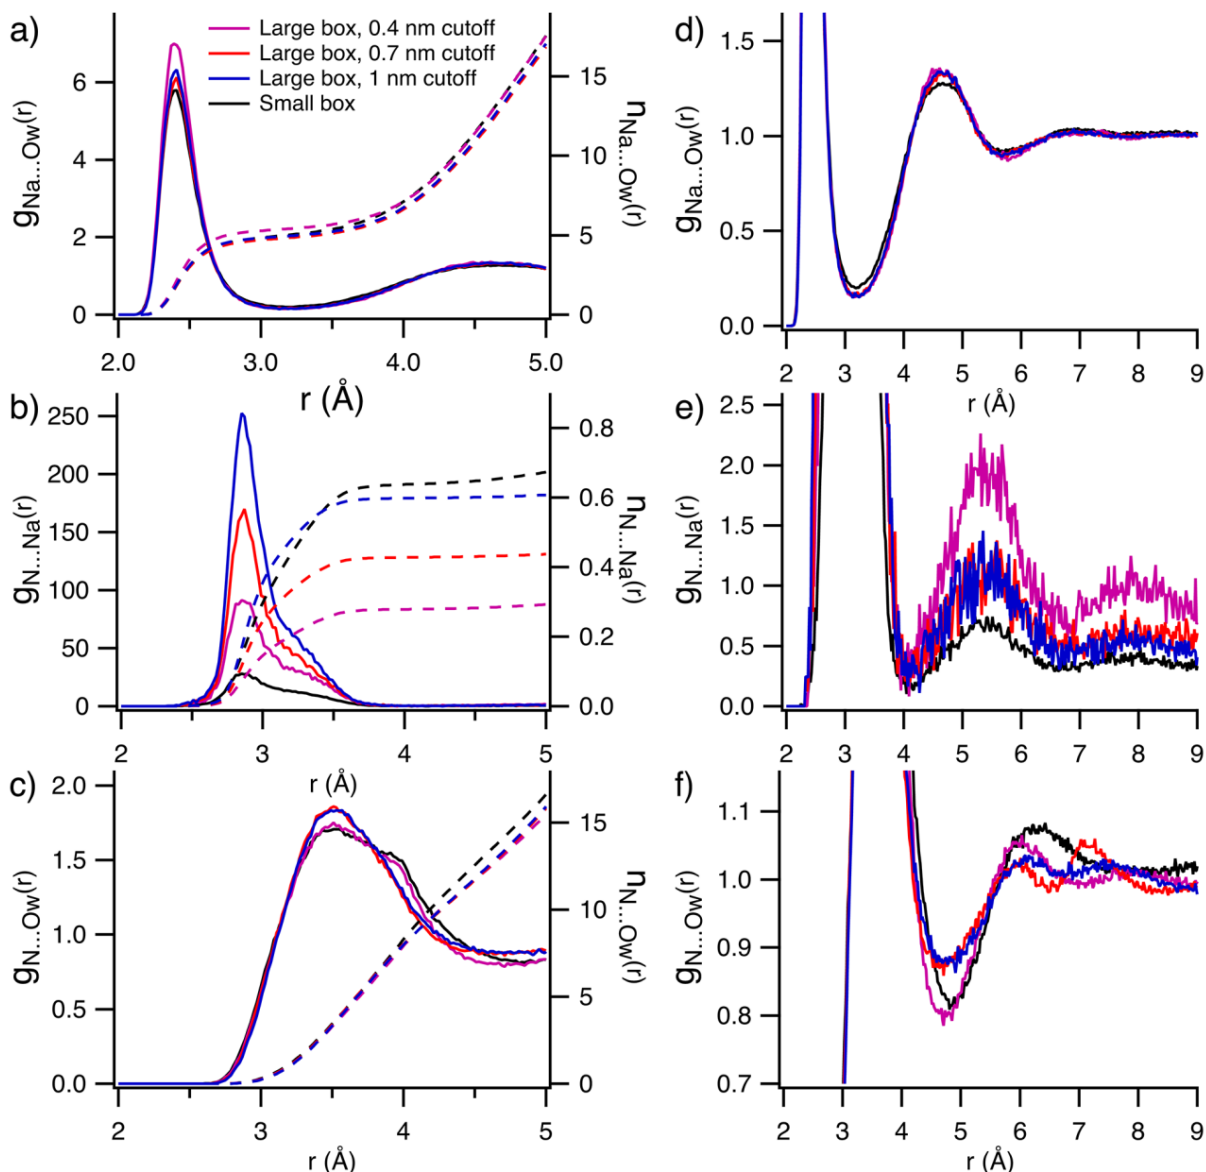 a)
Large box, 0.4 nm cutoff
Large box, 0.7 nm cutoff
Large box, 1 nm cutoff
Small box
gNa...Ow(r)
6
4
2
0
nNa...Ow(r)
15
10
5
0
2.0 3.0 4.0 5.0
r (Å)
d)
gNa...Ow(r)
1.5
1.0
0.5
0.0
2 3 4 5 6 7 8 9
r (Å)
b)
gN...Na(r)
250
200
150
100
50
0
nN...Na(r)
0.8
0.6
0.4
0.2
0.0
2 3 4 5
r (Å)
e)
gN...Na(r)
2.5
2.0
1.5
1.0
0.5
0.0
2 3 4 5 6 7 8 9
c)
gN...Ow(r)
2.0
1.5
1.0
0.5
0.0
nN...Ow(r)
15
10
5
0
2 3 4 5
r (Å)
f)
gN...Ow(r)
1.1
1.0
0.9
0.8
0.7
2 3 4 5 6 7 8 9
r (Å)